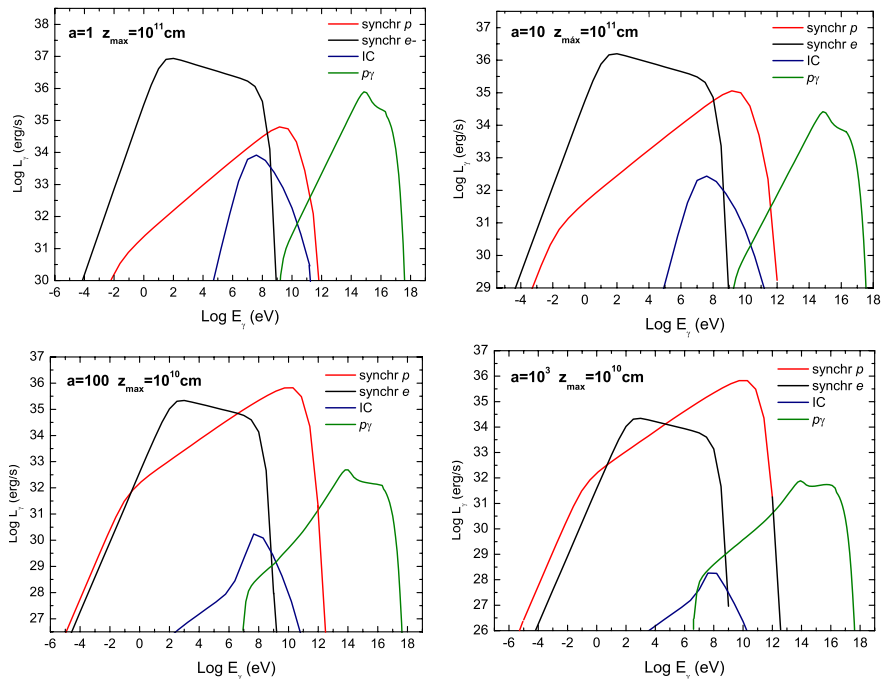 a=1 z_max=10^11cm
synchr p
synchr e-
IC
pγ
Log L_γ (erg/s)
38
37
36
35
34
33
32
31
30
-6 -4 -2 0 2 4 6 8 10 12 14 16 18
Log E_γ (eV)
a=10 z_máx=10^11cm
synchr p
synchr e
IC
pγ
Log L_γ (erg/s)
37
36
35
34
33
32
31
30
29
-4 -2 0 2 4 6 8 10 12 14 16 18
Log E_γ (eV)
a=100 z_max=10^10cm
synchr p
synchr e
IC
pγ
Log L_γ (erg/s)
37
36
35
34
33
32
31
30
29
28
27
-6 -4 -2 0 2 4 6 8 10 12 14 16 18
Log E_γ (eV)
a=10^3 z_max=10^10cm
synchr p
synchr e
IC
pγ
Log L_γ (erg/s)
37
36
35
34
33
32
31
30
29
28
27
26
-6 -4 -2 0 2 4 6 8 10 12 14 16 18
Log E_γ (eV)